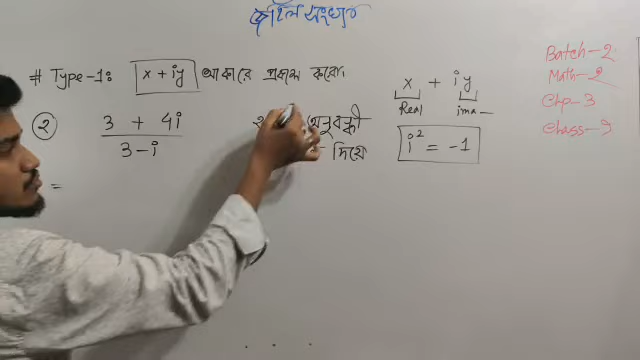 জটিল সংখ্যা
# Type-1: x + iy আকারে প্রকাশ করো।
x + iy
Real ima
i² = -1
২ 3 + 4i / 3 - i
অনুবন্ধী
দিয়ে
=
Batch-2
Math-2
Chp-3
Class-9